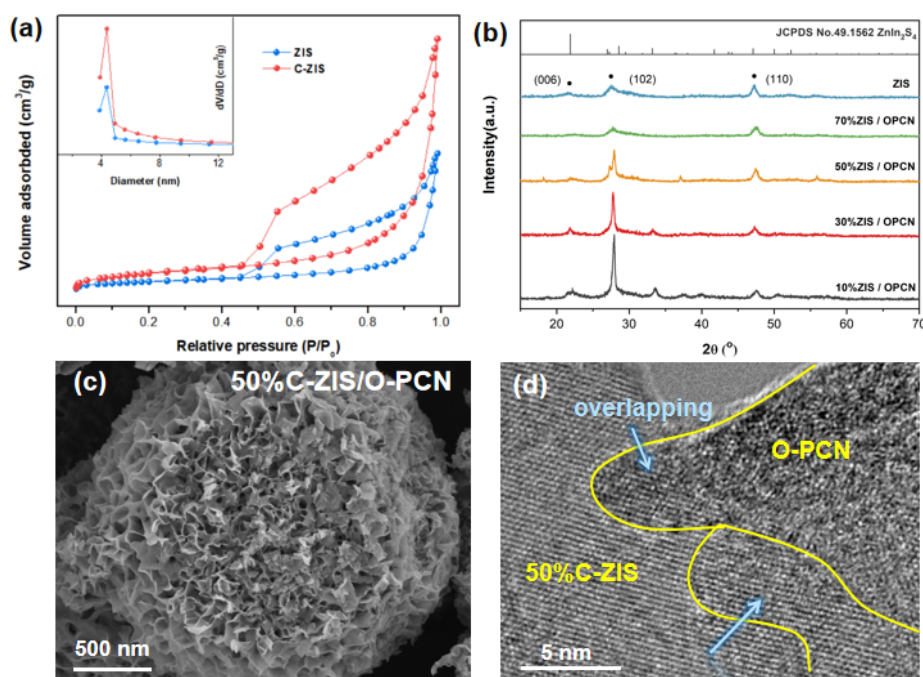 (a)
ZIS
C-ZIS
dV/dD (cm³/g)
4
8
12
Diameter (nm)
Volume adsorbded (cm³/g)
0.0
0.2
0.4
0.6
0.8
1.0
Relative pressure (P/P₀)
(b)
JCPDS No.49.1562 ZnIn₂S₄
(006)
(102)
(110)
ZIS
70%ZIS / OPCN
50%ZIS / OPCN
30%ZIS / OPCN
10%ZIS / OPCN
Intensity(a.u.)
20
30
40
50
60
70
2θ (°)
(c)
50%C-ZIS/O-PCN
500 nm
(d)
overlapping
O-PCN
50%C-ZIS
5 nm